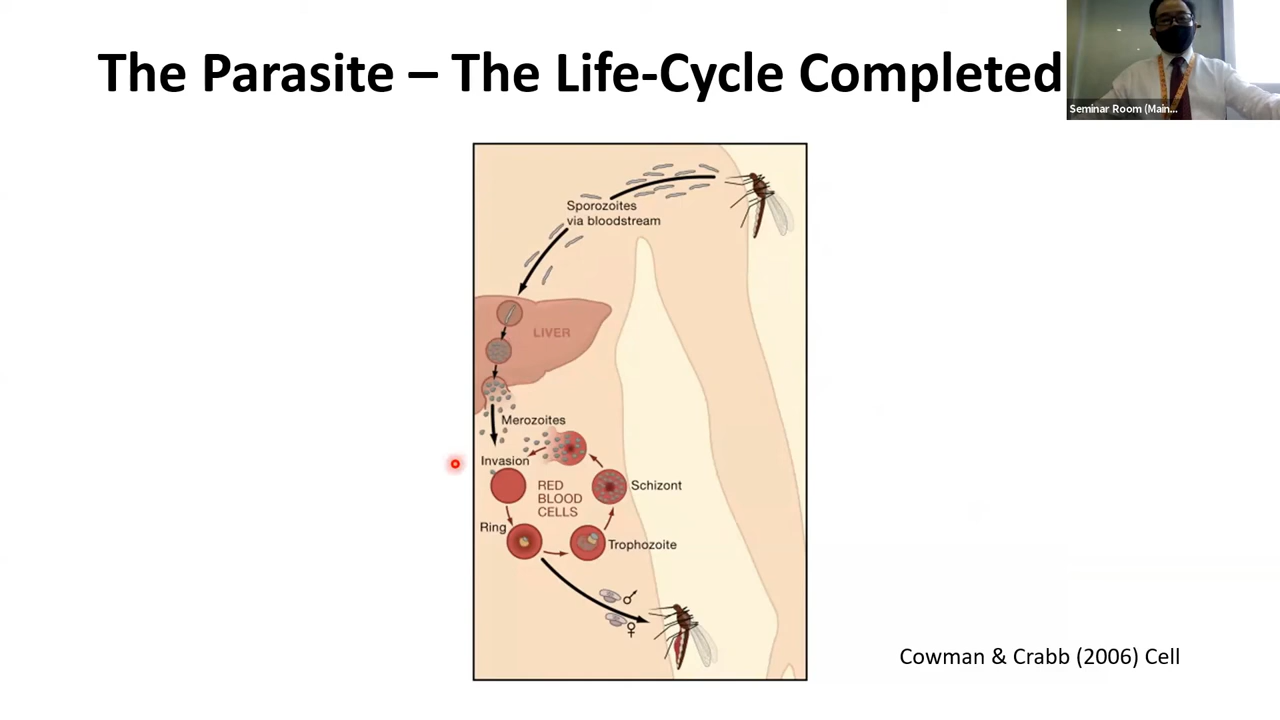 The Parasite – The Life-Cycle Completed
Seminar Room (Main...
Sporozoites
via bloodstream
LIVER
Merozoites
Invasion
RED
BLOOD
CELLS
Schizont
Ring
Trophozoite
Cowman & Crabb (2006) Cell